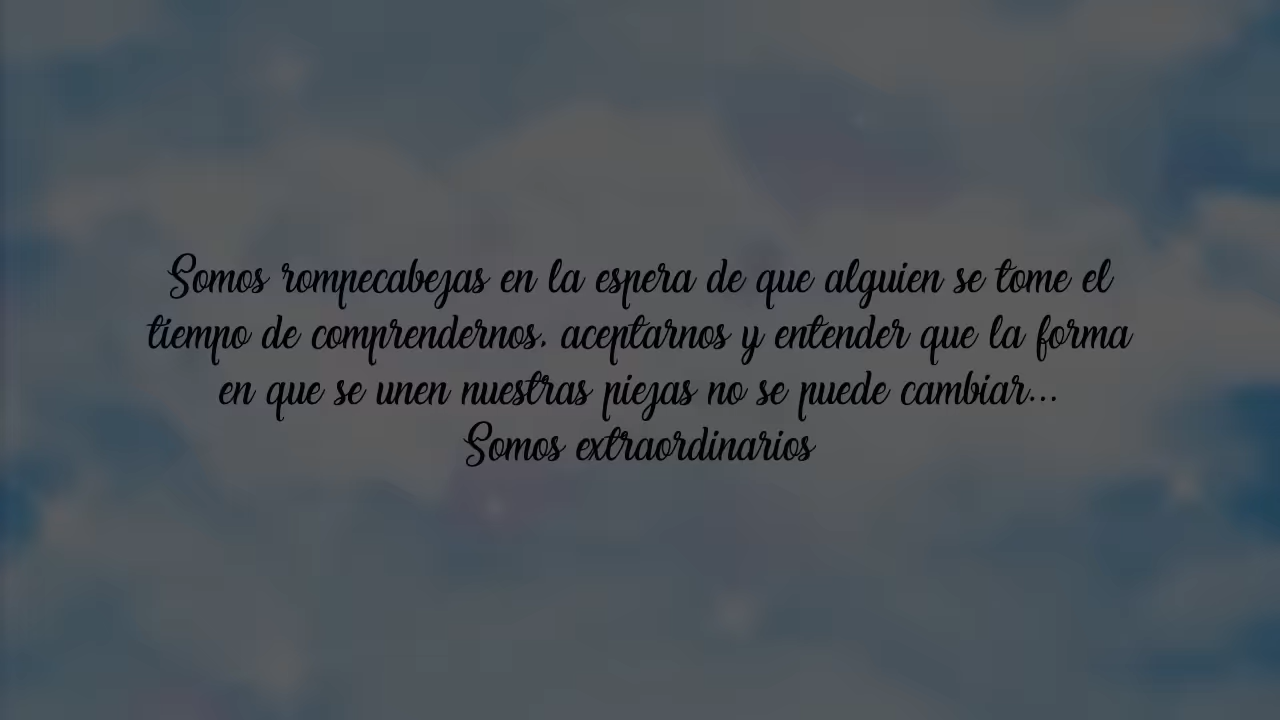 Somos rompecabezas en la espera de que alguien se tome el
tiempo de comprendernos, aceptarnos y entender que la forma
en que se unen nuestras piezas no se puede cambiar...
Somos extraordinarios